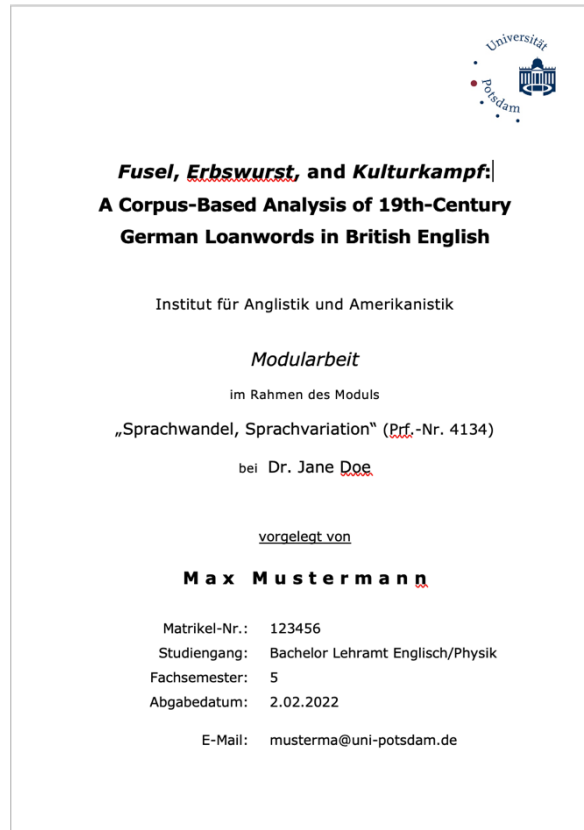 Universität
Potsdam
Fusel, Erbswurst, and Kulturkampf:
A Corpus-Based Analysis of 19th-Century
German Loanwords in British English
Institut für Anglistik und Amerikanistik
Modularbeit
im Rahmen des Moduls
„Sprachwandel, Sprachvariation“ (Prf.-Nr. 4134)
bei Dr. Jane Doe
vorgelegt von
Max Mustermann
Matrikel-Nr.: 123456
Studiengang: Bachelor Lehramt Englisch/Physik
Fachsemester: 5
Abgabedatum: 2.02.2022
E-Mail: musterma@uni-potsdam.de